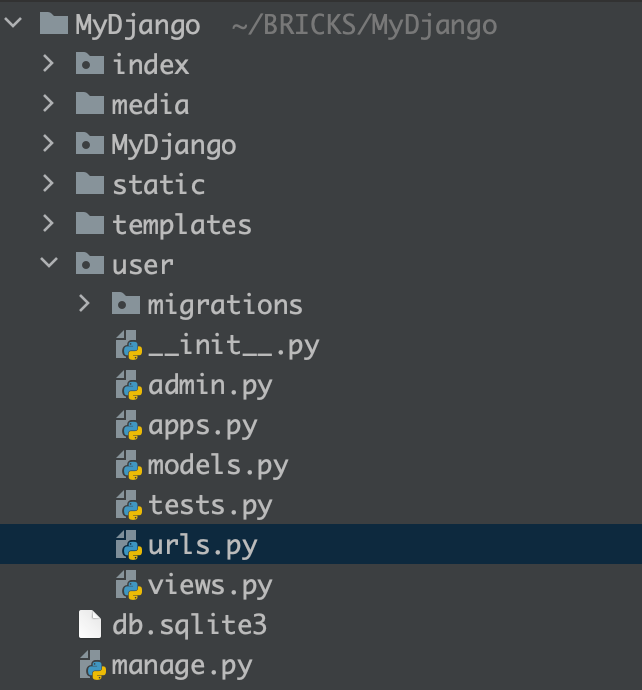 MyDjango ~/BRICKS/MyDjango
index
media
MyDjango
static
templates
user
migrations
__init__.py
admin.py
apps.py
models.py
tests.py
urls.py
views.py
db.sqlite3
manage.py